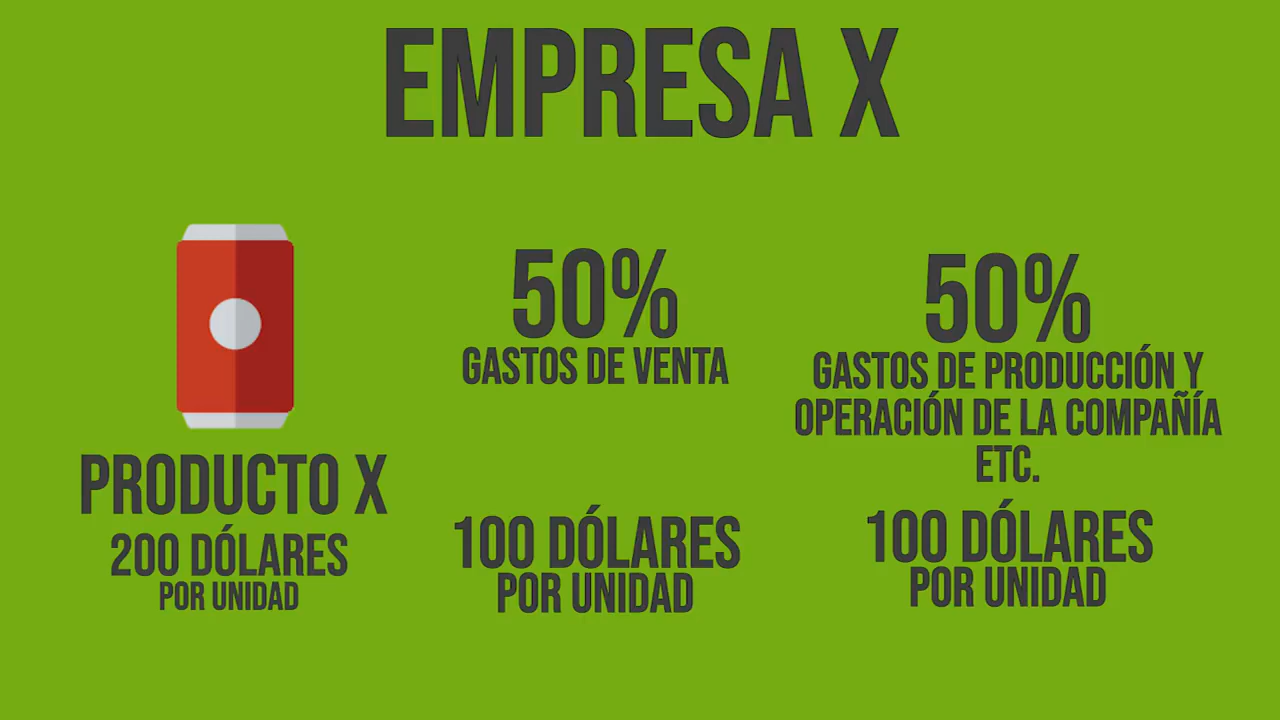 EMPRESA X
PRODUCTO X
200 DÓLARES
POR UNIDAD
50%
GASTOS DE VENTA
100 DÓLARES
POR UNIDAD
50%
GASTOS DE PRODUCCIÓN Y
OPERACIÓN DE LA COMPAÑÍA
ETC.
100 DÓLARES
POR UNIDAD